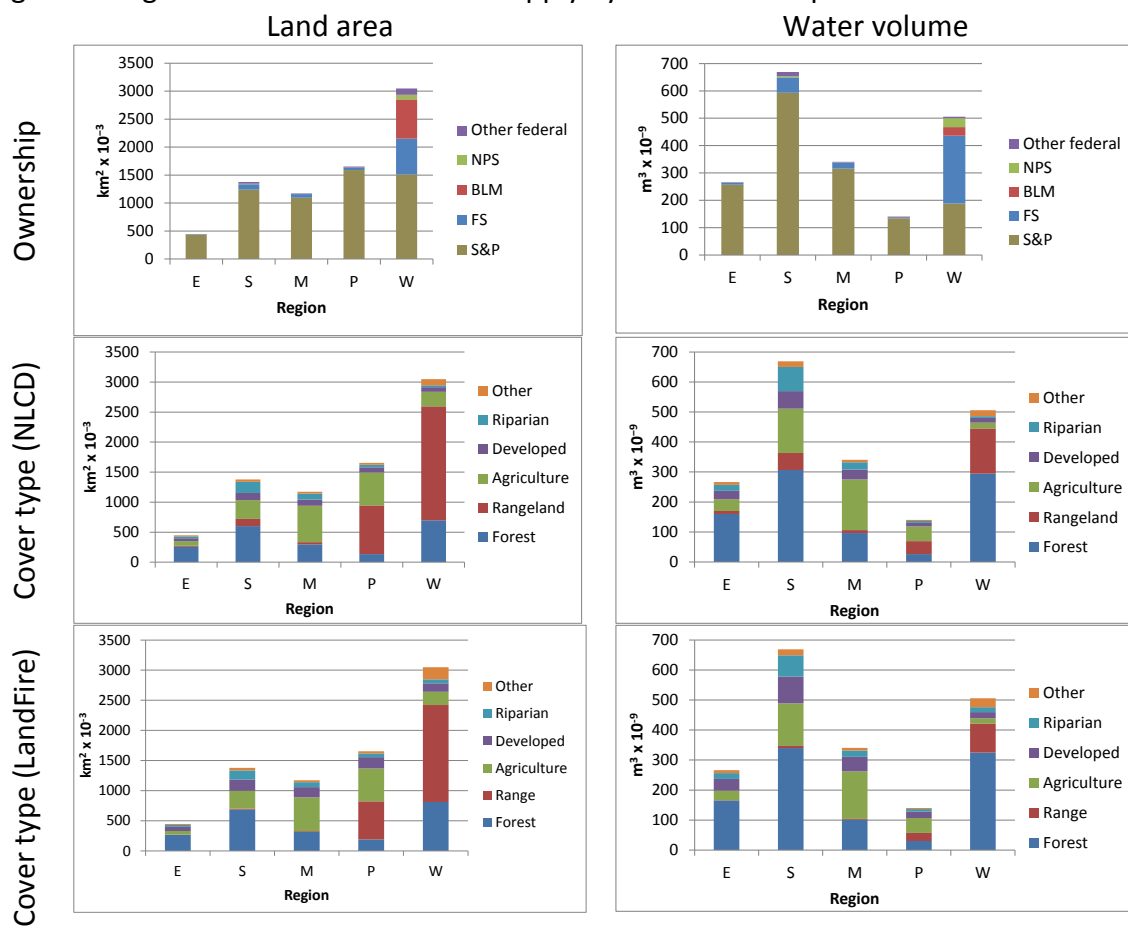 Land area
Water volume
Ownership
km² x 10⁻³
3500
3000
2500
2000
1500
1000
500
0
E S M P W
Region
Other federal
NPS
BLM
FS
S&P
m³ x 10⁻⁹
700
600
500
400
300
200
100
0
E S M P W
Region
Other federal
NPS
BLM
FS
S&P
Cover type (NLCD)
km² x 10⁻³
3500
3000
2500
2000
1500
1000
500
0
E S M P W
Region
Other
Riparian
Developed
Agriculture
Rangeland
Forest
m³ x 10⁻⁹
700
600
500
400
300
200
100
0
E S M P W
Region
Other
Riparian
Developed
Agriculture
Rangeland
Forest
Cover type (LandFire)
km² x 10⁻³
3500
3000
2500
2000
1500
1000
500
0
E S M P W
Region
Other
Riparian
Developed
Agriculture
Range
Forest
m³ x 10⁻⁹
700
600
500
400
300
200
100
0
E S M P W
Region
Other
Riparian
Developed
Agriculture
Range
Forest